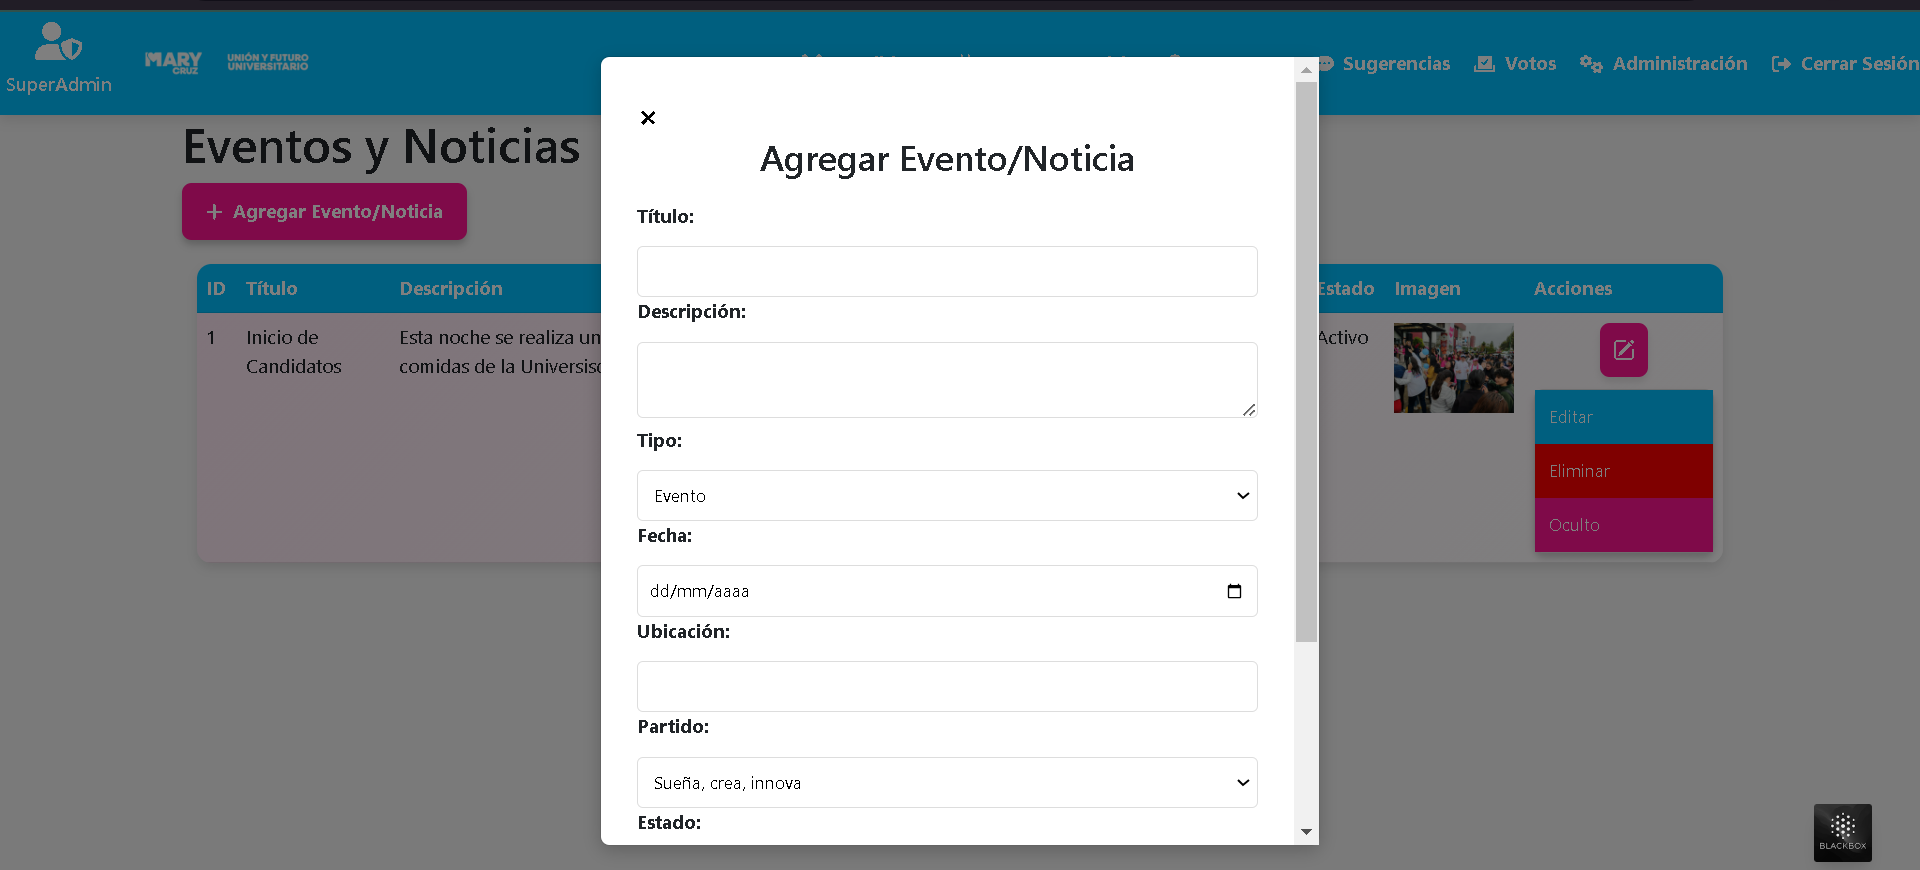 SuperAdmin
MARY CRUZ
UNIÓN Y FUTURO UNIVERSITARIO
Sugerencias
Votos
Administración
Cerrar Sesión
Eventos y Noticias
+ Agregar Evento/Noticia
ID Título Descripción Estado Imagen Acciones
1 Inicio de Esta noche se realiza un Activo
Candidatos comidas de la Universisd
Editar
Eliminar
Oculto
×
Agregar Evento/Noticia
Título:
Descripción:
Tipo:
Evento
Fecha:
dd/mm/aaaa
Ubicación:
Partido:
Sueña, crea, innova
Estado:
BLACKBOX